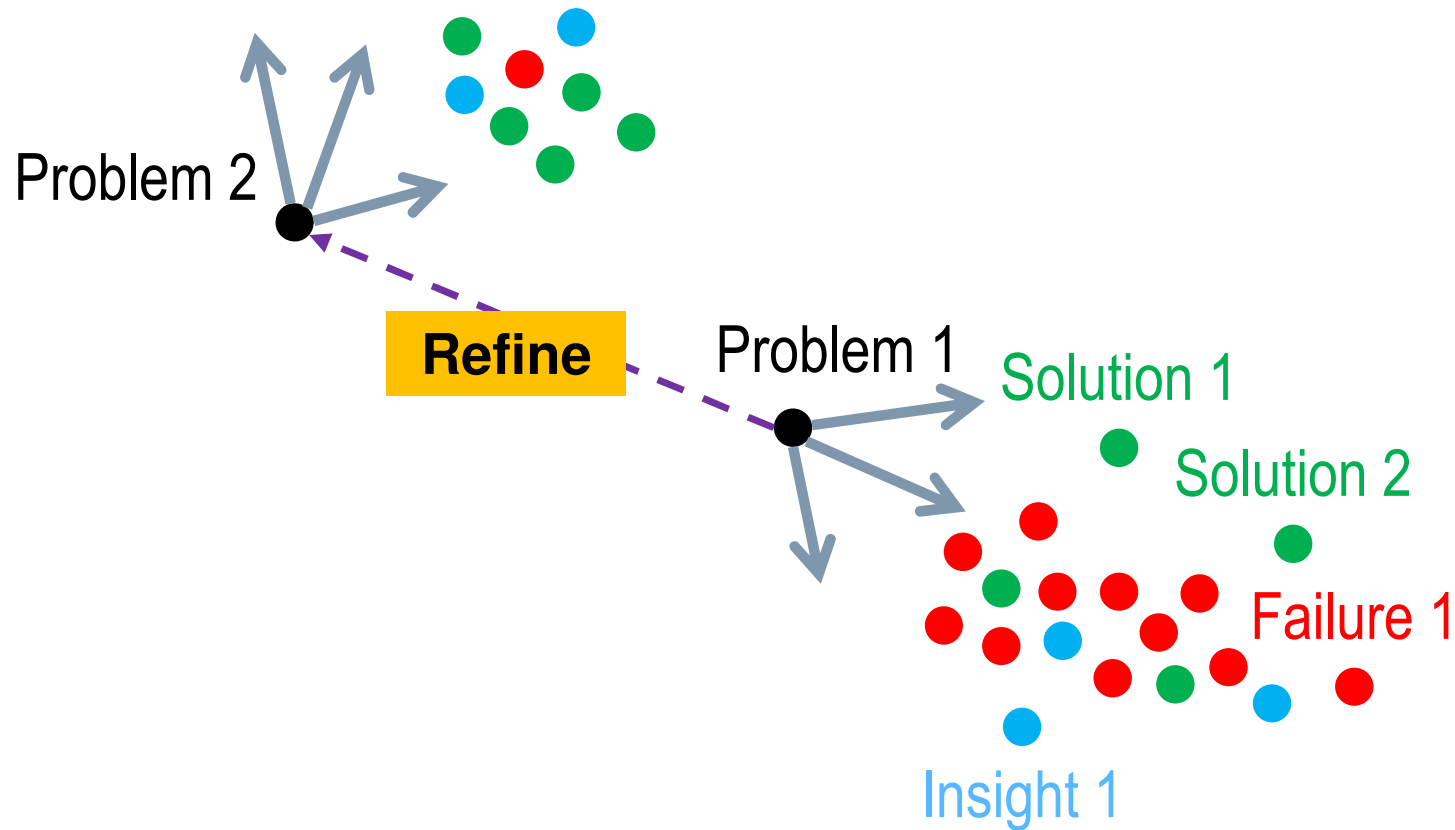 Problem 2
Refine
Problem 1
Solution 1
Solution 2
Failure 1
Insight 1